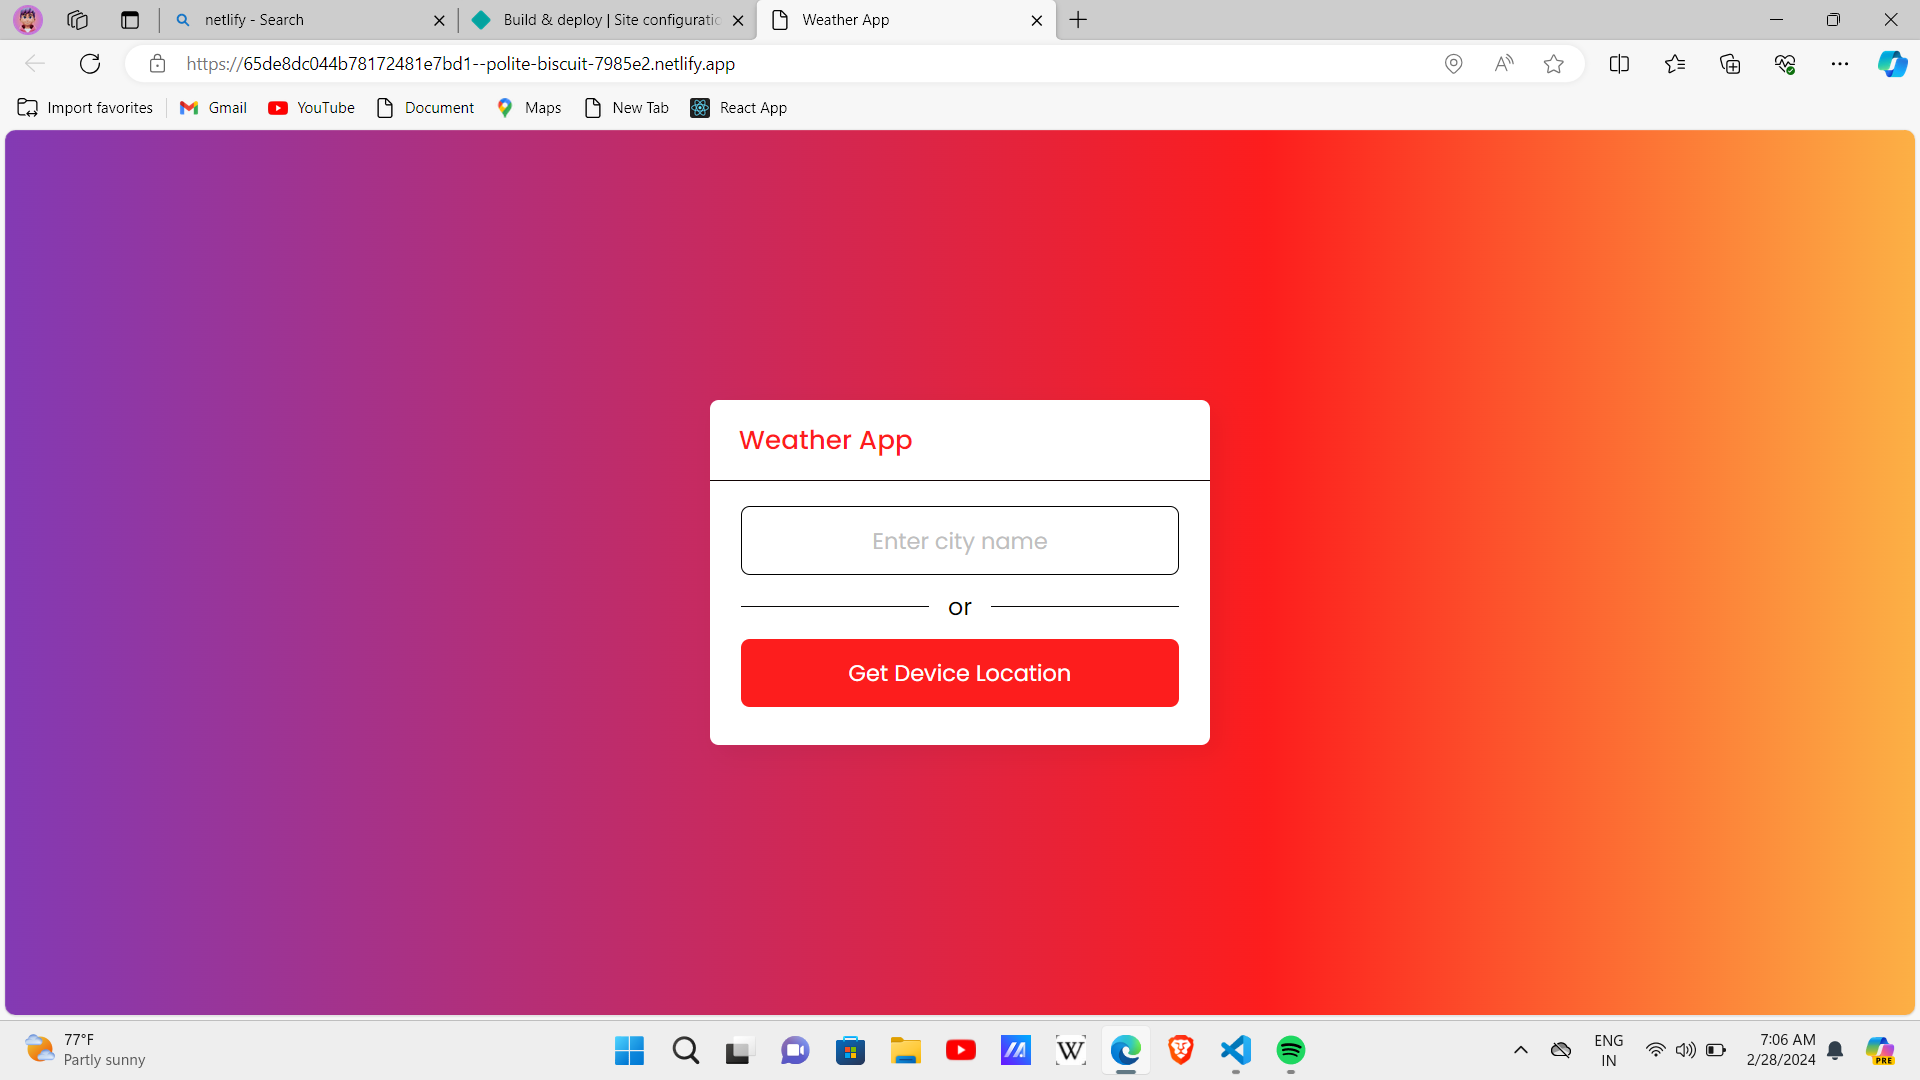 netlify - Search
Build & deploy | Site configuratio
Weather App
https://65de8dc044b78172481e7bd1--polite-biscuit-7985e2.netlify.app
Import favorites
Gmail
YouTube
Document
Maps
New Tab
React App
Weather App
Enter city name
or
Get Device Location
77°F
Partly sunny
W
PRE
ENG
IN
7:06 AM
2/28/2024